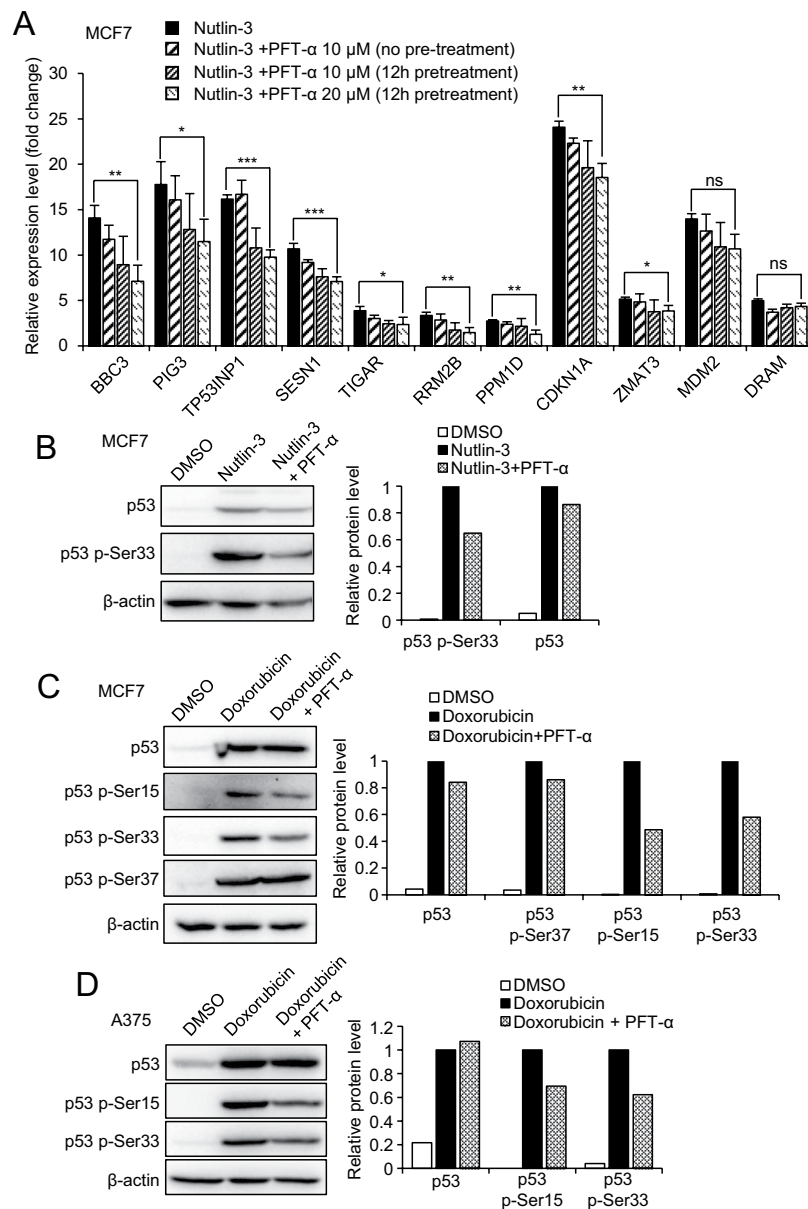 A
MCF7
Nutlin-3
Nutlin-3 +PFT-α 10 µM (no pre-treatment)
Nutlin-3 +PFT-α 10 µM (12h pretreatment)
Nutlin-3 +PFT-α 20 µM (12h pretreatment)
Relative expression level (fold change)
30
25
20
15
10
5
0
**
*
***
***
*
**
**
**
*
ns
ns
BBC3
PIG3
TP53INP1
SESN1
TIGAR
RRM2B
PPM1D
CDKN1A
ZMAT3
MDM2
DRAM
B
MCF7
DMSO
Nutlin-3
Nutlin-3
+ PFT-α
p53
p53 p-Ser33
β-actin
DMSO
Nutlin-3
Nutlin-3+PFT-α
Relative protein level
1
0.8
0.6
0.4
0.2
0
p53 p-Ser33
p53
C
MCF7
DMSO
Doxorubicin
Doxorubicin
+ PFT-α
p53
p53 p-Ser15
p53 p-Ser33
p53 p-Ser37
β-actin
DMSO
Doxorubicin
Doxorubicin+PFT-α
Relative protein level
1
0.8
0.6
0.4
0.2
0
p53
p53
p-Ser37
p53
p-Ser15
p53
p-Ser33
D
A375
DMSO
Doxorubicin
Doxorubicin
+ PFT-α
p53
p53 p-Ser15
p53 p-Ser33
β-actin
DMSO
Doxorubicin
Doxorubicin + PFT-α
Relative protein level
1.2
1
0.8
0.6
0.4
0.2
0
p53
p53
p-Ser15
p53
p-Ser33